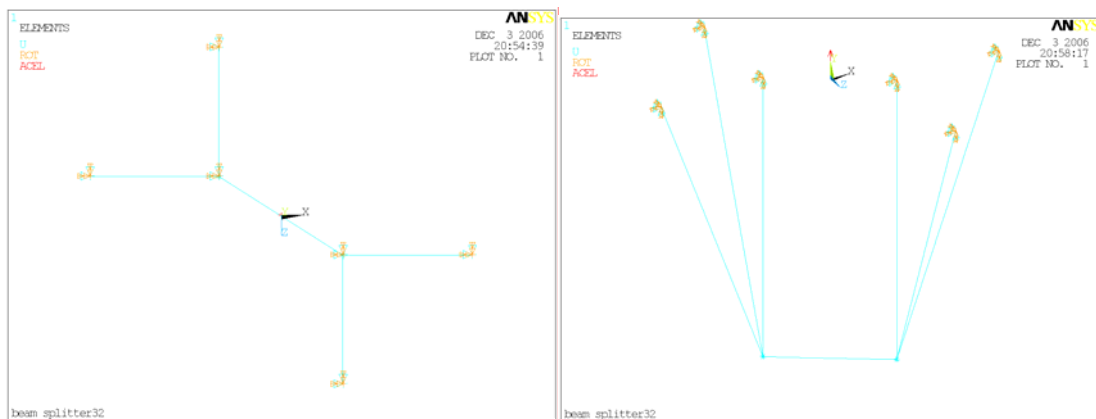 1
ELEMENTS
U
ROT
ACEL
ANSYS
DEC 3 2006
20:54:39
PLOT NO. 1
X
Z
beam splitter32
1
ELEMENTS
U
ROT
ACEL
ANSYS
DEC 3 2006
20:58:17
PLOT NO. 1
X
Z
beam splitter32